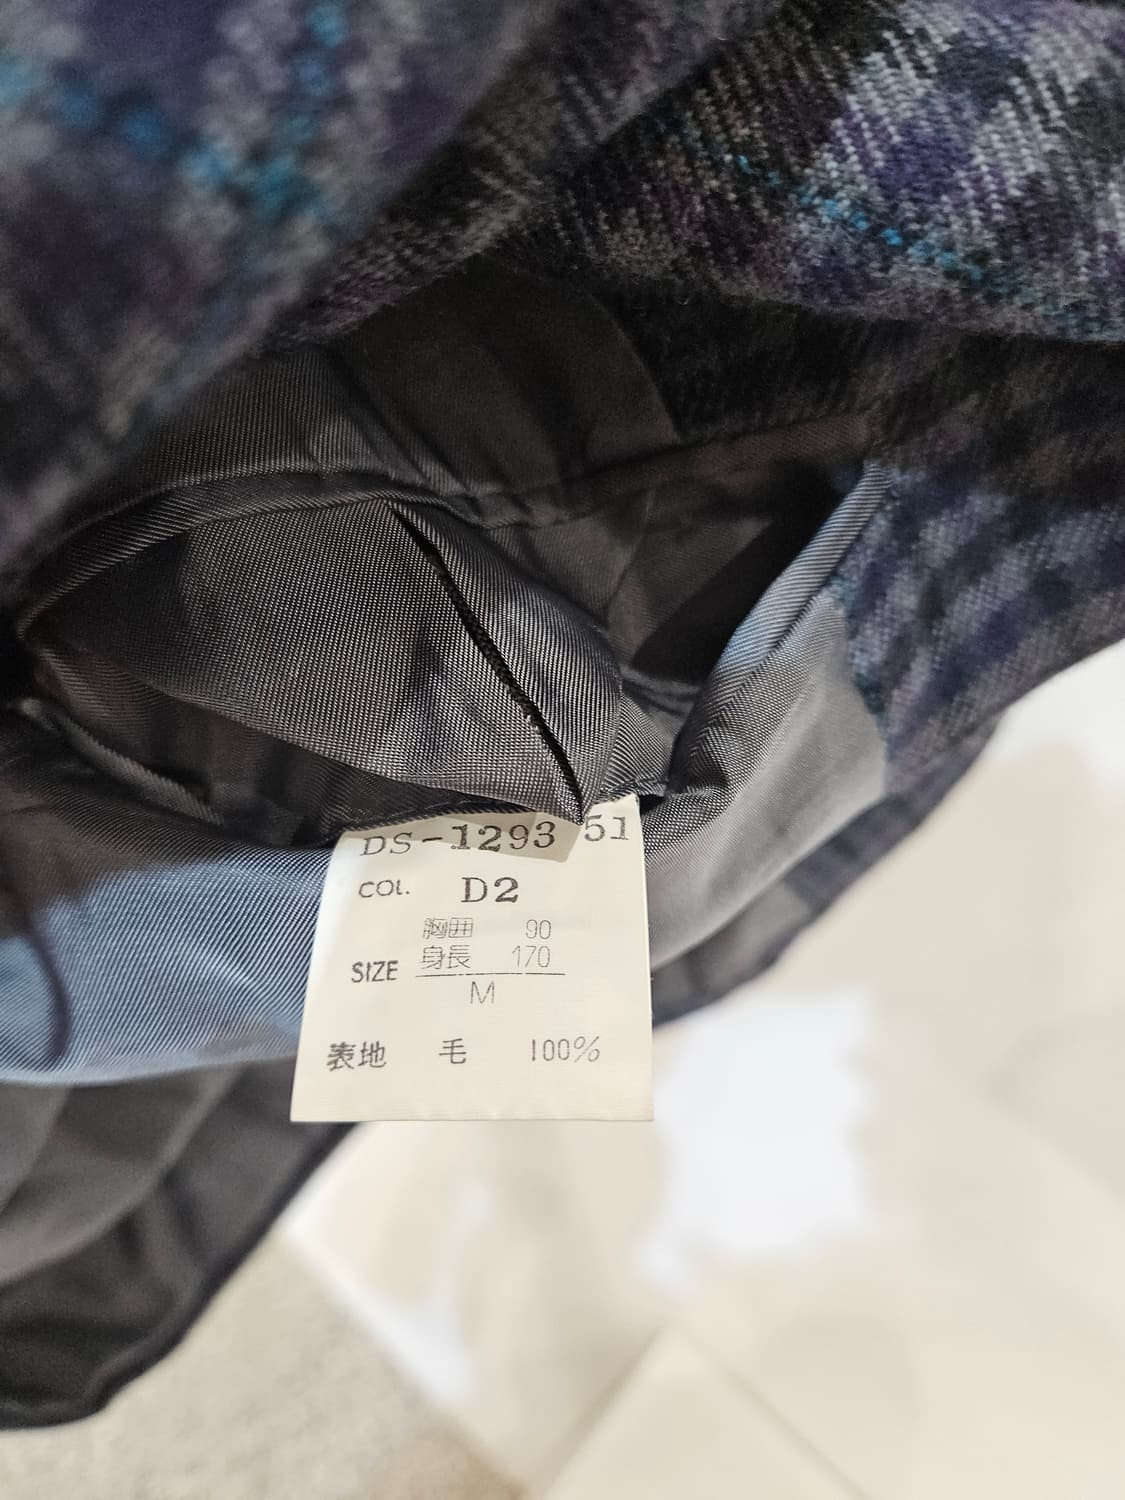 DS-1293 51
COL. D2
胸囲 90
SIZE 身長 170
M
表地 毛 100%